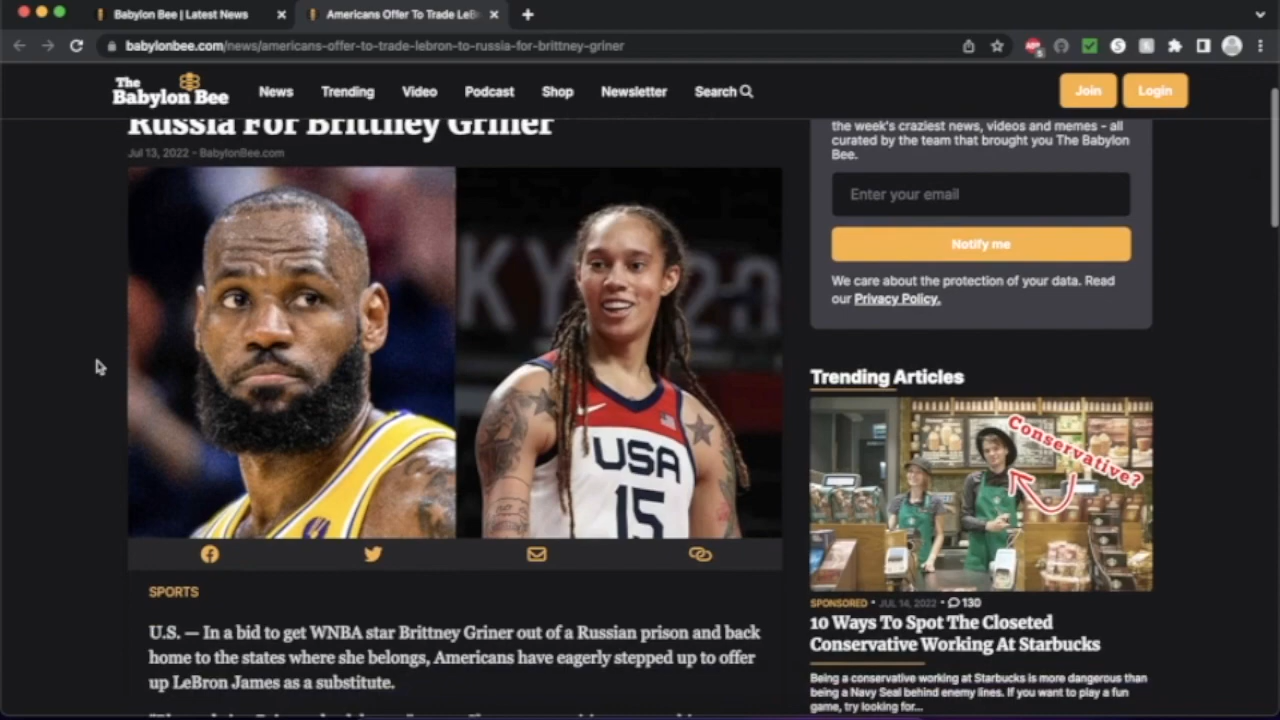 Babylon Bee | Latest News
Americans Offer To Trade LeB
babylonbee.com/news/americans-offer-to-trade-lebron-to-russia-for-brittney-griner
The
Babylon Bee
News
Trending
Video
Podcast
Shop
Newsletter
Search
Join
Login
Russia For Brittney Griner
Jul 13, 2022 - BabylonBee.com
USA
15
SPORTS
U.S. — In a bid to get WNBA star Brittney Griner out of a Russian prison and back
home to the states where she belongs, Americans have eagerly stepped up to offer
up LeBron James as a substitute.
the week's craziest news, videos and memes - all
curated by the team that brought you The Babylon
Bee.
Enter your email
Notify me
We care about the protection of your data. Read
our Privacy Policy.
Trending Articles
Conservative?
SPONSORED • JUL 14, 2022 • 130
10 Ways To Spot The Closeted
Conservative Working At Starbucks
Being a conservative working at Starbucks is more dangerous than
being a Navy Seal behind enemy lines. If you want to play a fun
game, try looking for...